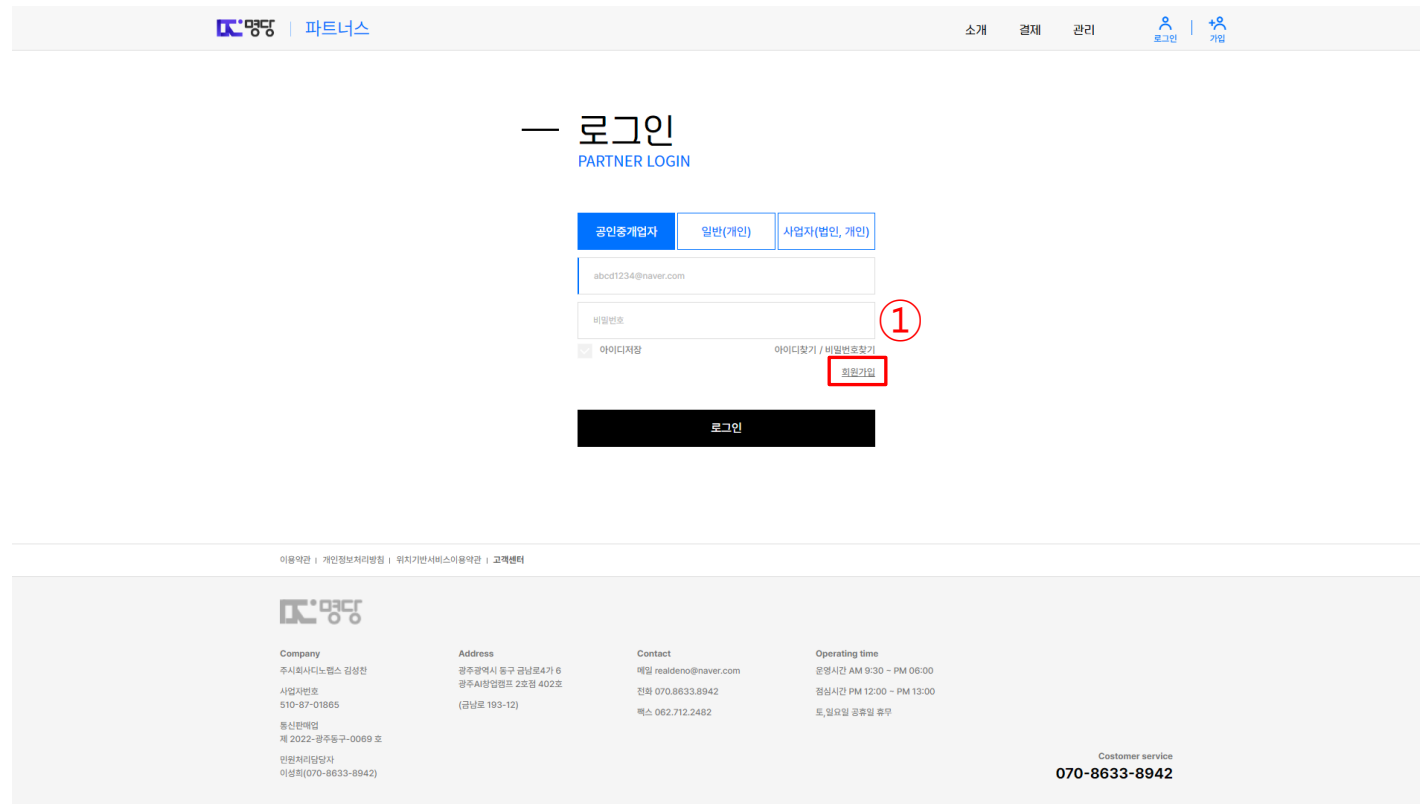 명당 파트너스
소개 결제 관리 로그인 가입
로그인
PARTNER LOGIN
공인중개업자 일반(개인) 사업자(법인, 개인)
abcd1234@naver.com
비밀번호
①
아이디저장 아이디찾기 / 비밀번호찾기
회원가입
로그인
이용약관 | 개인정보처리방침 | 위치기반서비스이용약관 | 고객센터
명당
Company
주시회사디노랩스 김성찬
사업자번호
510-87-01865
통신판매업
제 2022-광주동구-0069 호
민원처리담당자
이성희(070-8633-8942)
Address
광주광역시 동구 금남로4가 6
광주AI창업캠프 2호점 402호
(금남로 193-12)
Contact
메일 realdeno@naver.com
전화 070.8633.8942
팩스 062.712.2482
Operating time
운영시간 AM 9:30 ~ PM 06:00
점심시간 PM 12:00 ~ PM 13:00
토,일요일 공휴일 휴무
Costomer service
070-8633-8942